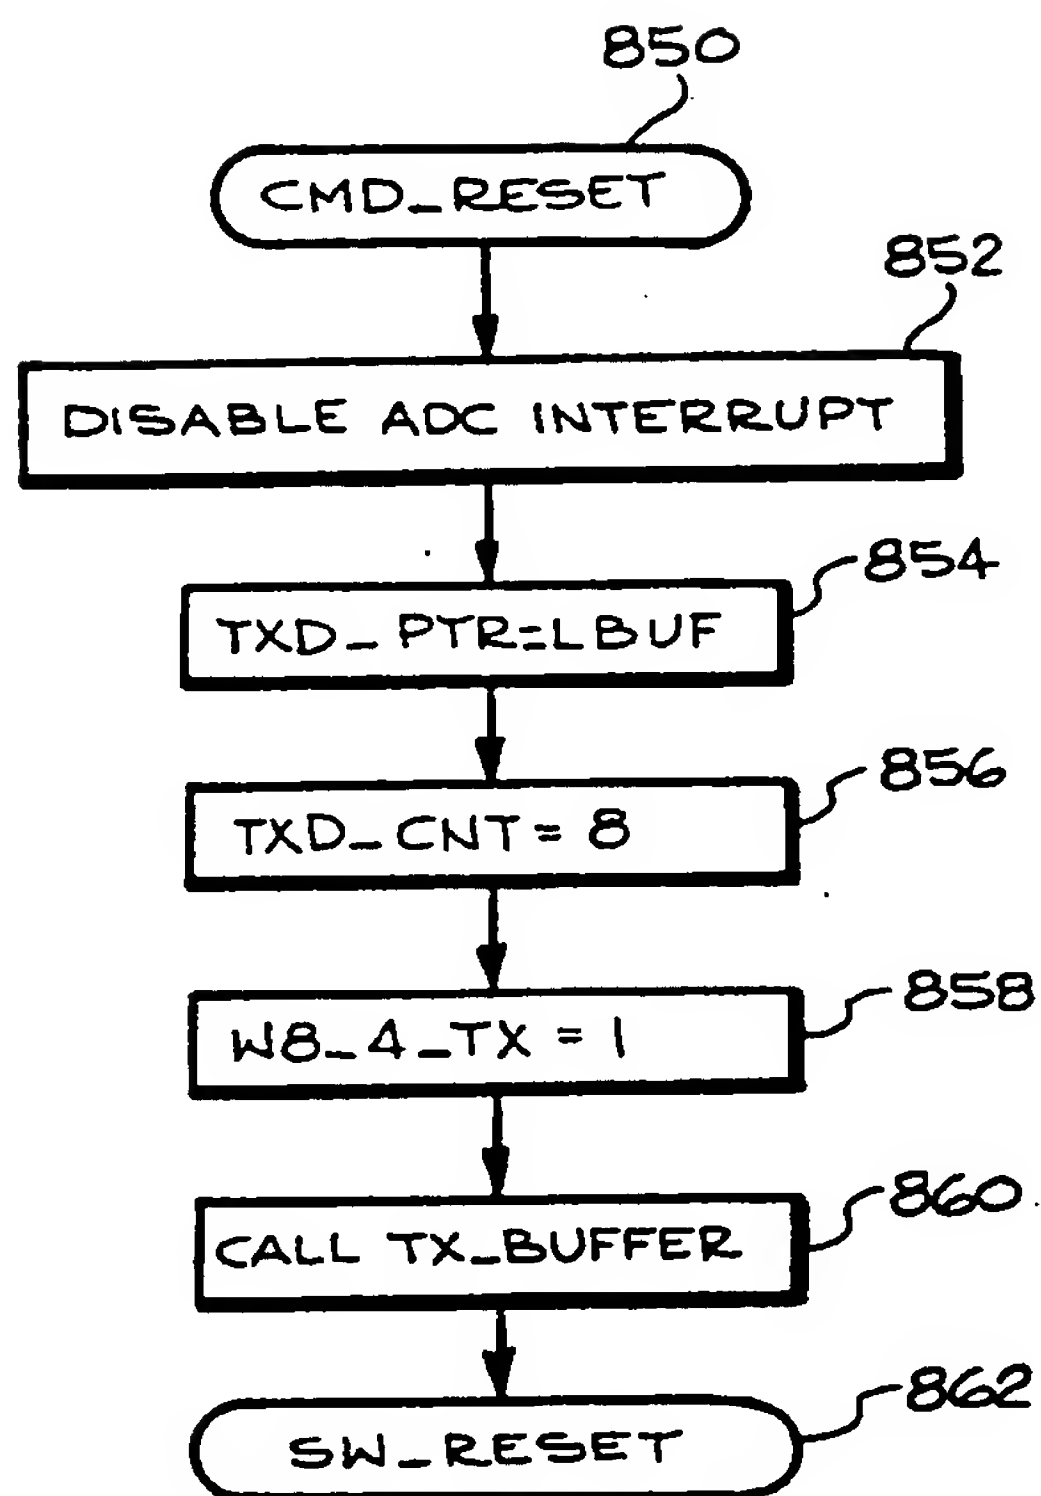 850
CMD_RESET
852
DISABLE ADC INTERRUPT
854
TXD_PTR=LBUF
856
TXD_CNT = 8
858
W8_4_TX = 1
860
CALL TX_BUFFER
862
SW_RESET